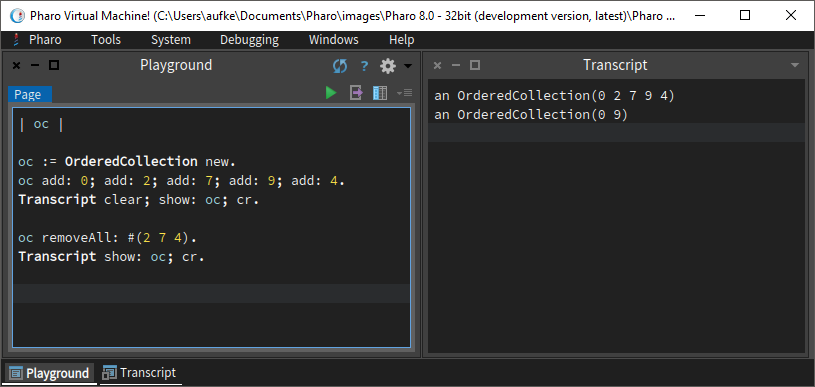 Pharo Virtual Machine! (C:\Users\aufke\Documents\Pharo\images\Pharo 8.0 - 32bit (development version, latest)\Pharo ...
Pharo Tools System Debugging Windows Help
Playground
?
Page
| oc |
oc := OrderedCollection new.
oc add: 0; add: 2; add: 7; add: 9; add: 4.
Transcript clear; show: oc; cr.
oc removeAll: #(2 7 4).
Transcript show: oc; cr.
Transcript
an OrderedCollection(0 2 7 9 4)
an OrderedCollection(0 9)
Playground Transcript